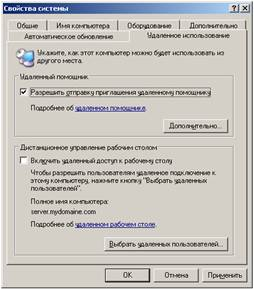 Свойства системы
Общие
Имя компьютера
Оборудование
Дополнительно
Автоматическое обновление
Удаленное использование
Укажите, как этот компьютер можно будет использовать из
другого места.
Удаленный помощник
Разрешить отправку приглашения удаленному помощнику
Подробнее об удаленном помощнике.
Дополнительно...
Дистанционное управление рабочим столом
Включить удаленный доступ к рабочему столу
Чтобы разрешить пользователям удаленное подключение к
этому компьютеру, нажмите кнопку "Выбрать удаленных
пользователей".
Полное имя компьютера:
server.mydomaine.com
Подробнее об удаленном рабочем столе.
Выбрать удаленных пользователей...
OK
Отмена
Применить